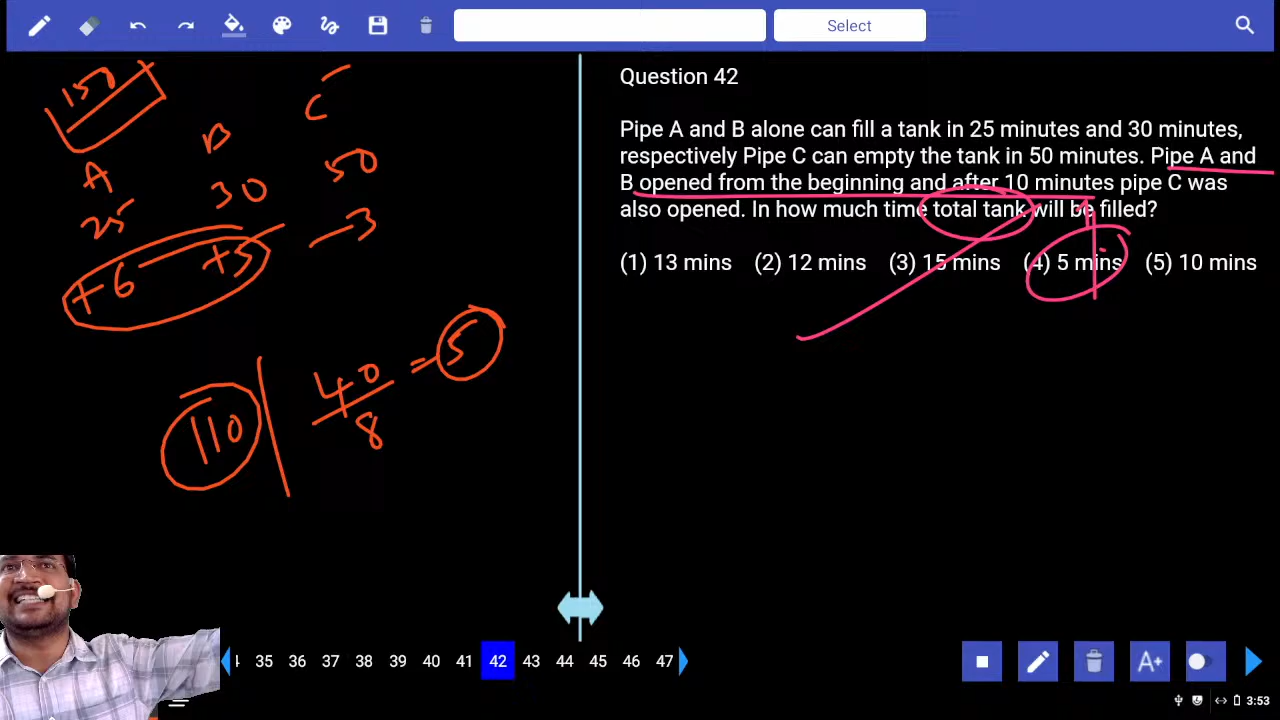 Select
150
A B C
25 30 50
+6 +5 -3
110
40/8 = 5
Question 42
Pipe A and B alone can fill a tank in 25 minutes and 30 minutes,
respectively Pipe C can empty the tank in 50 minutes. Pipe A and
B opened from the beginning and after 10 minutes pipe C was
also opened. In how much time total tank will be filled?
(1) 13 mins (2) 12 mins (3) 15 mins (4) 5 mins (5) 10 mins
35 36 37 38 39 40 41 42 43 44 45 46 47
A+
3:53